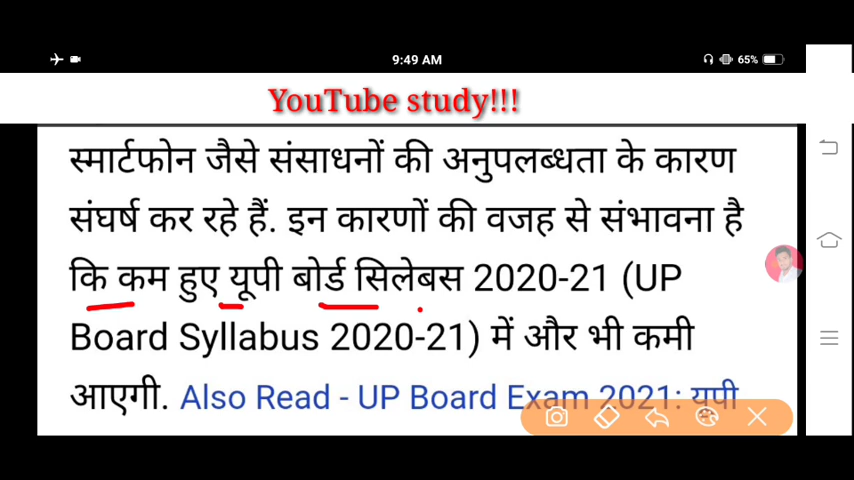 9:49 AM
65%
YouTube study!!!
स्मार्टफोन जैसे संसाधनों की अनुपलब्धता के कारण
संघर्ष कर रहे हैं. इन कारणों की वजह से संभावना है
कि कम हुए यूपी बोर्ड सिलेबस 2020-21 (UP
Board Syllabus 2020-21) में और भी कमी
आएगी. Also Read - UP Board Exam 2021: यूपी